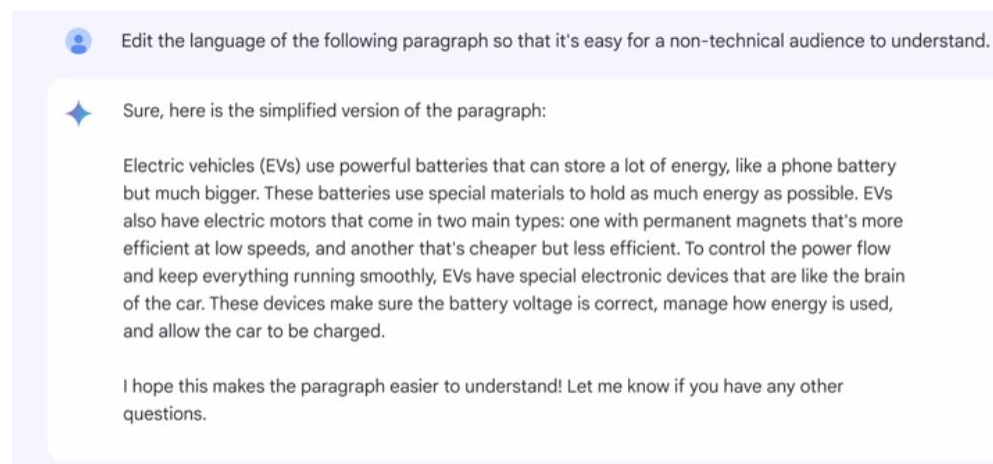 Edit the language of the following paragraph so that it's easy for a non-technical audience to understand.
Sure, here is the simplified version of the paragraph:
Electric vehicles (EVs) use powerful batteries that can store a lot of energy, like a phone battery
but much bigger. These batteries use special materials to hold as much energy as possible. EVs
also have electric motors that come in two main types: one with permanent magnets that's more
efficient at low speeds, and another that's cheaper but less efficient. To control the power flow
and keep everything running smoothly, EVs have special electronic devices that are like the brain
of the car. These devices make sure the battery voltage is correct, manage how energy is used,
and allow the car to be charged.
I hope this makes the paragraph easier to understand! Let me know if you have any other
questions.